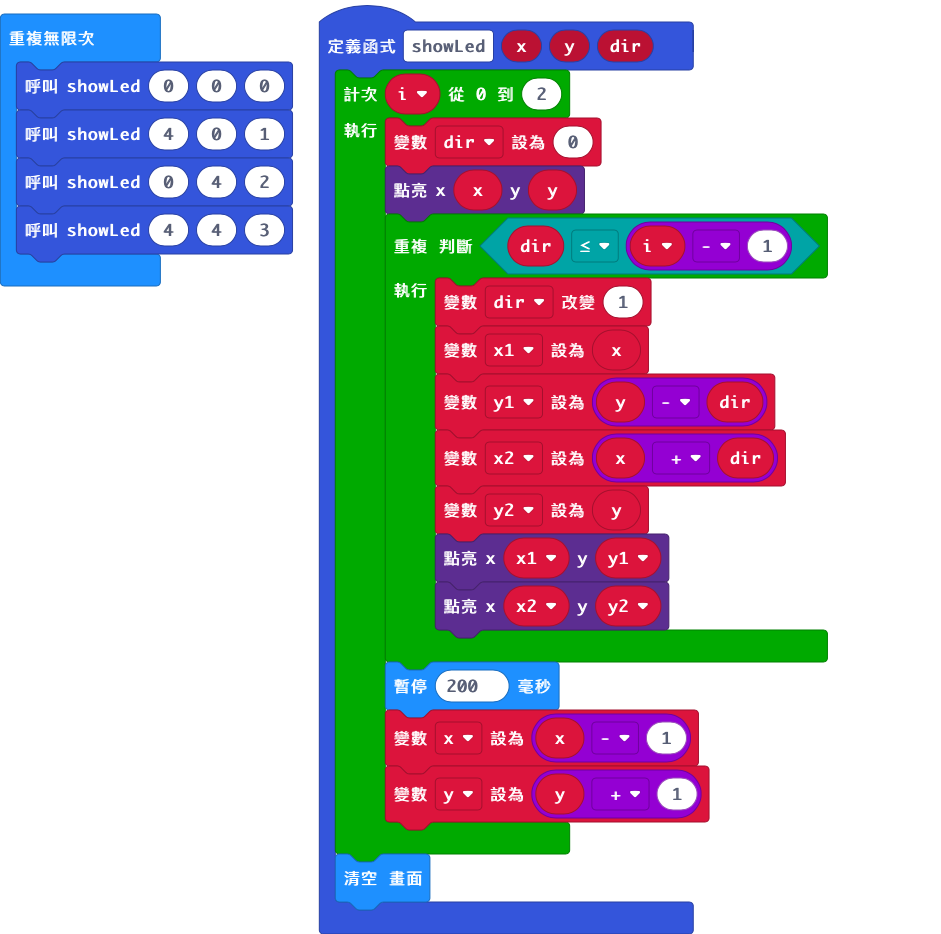 重複無限次
呼叫 showLed 0 0 0
呼叫 showLed 4 0 1
呼叫 showLed 0 4 2
呼叫 showLed 4 4 3
定義函式 showLed x y dir
計次 i 從 0 到 2
執行
變數 dir 設為 0
點亮 x x y y
重複 判斷 dir ≤ i - 1
執行
變數 dir 改變 1
變數 x1 設為 x
變數 y1 設為 y - dir
變數 x2 設為 x + dir
變數 y2 設為 y
點亮 x x1 y y1
點亮 x x2 y y2
暫停 200 毫秒
變數 x 設為 x - 1
變數 y 設為 y + 1
清空 畫面